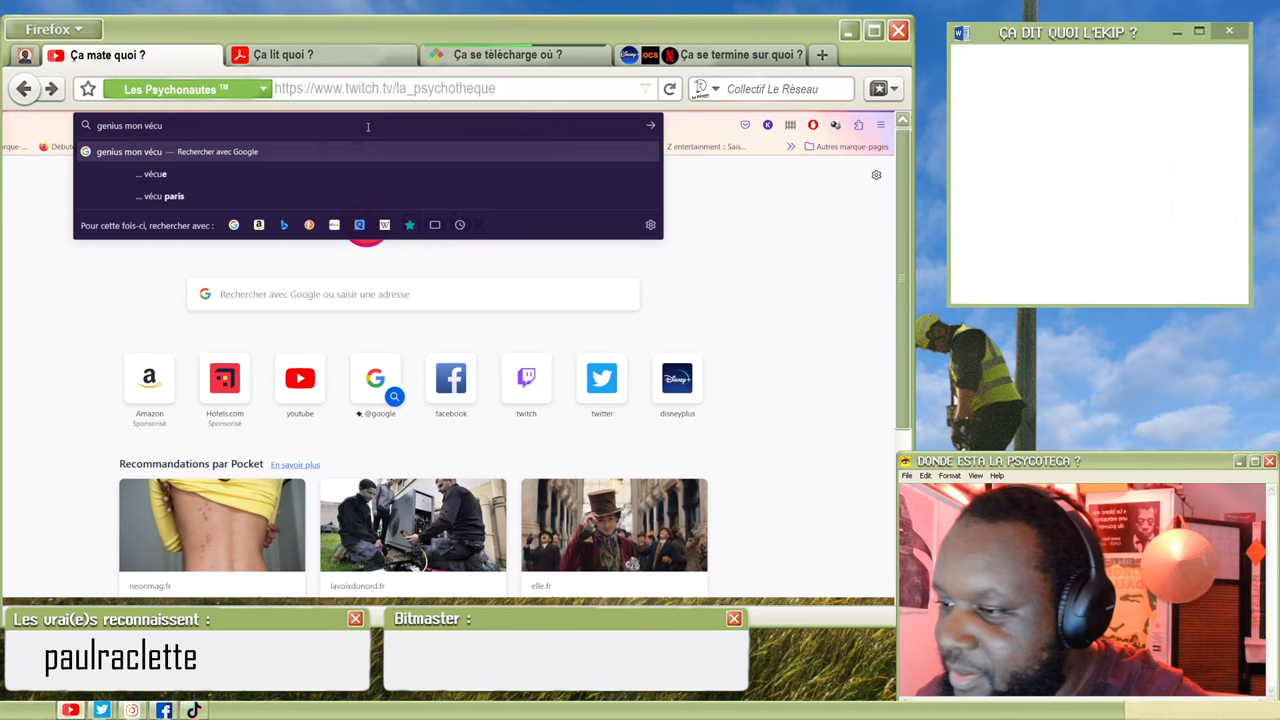 Firefox
ÇA DIT QUOI L'EKIP ?
Ça mate quoi ?
Ça lit quoi ?
Ça se télécharge où ?
Disney+
OCS
N
Ça se termine sur quoi ?
Les Psychonautes ™
https://www.twitch.tv/la_psychotheque
Collectif Le Réseau
genius mon vécu
genius mon vécu — Rechercher avec Google
Z entertainment :: Sais...
Autres marque-pages
... vécue
... vécu paris
Pour cette fois-ci, rechercher avec :
Rechercher avec Google ou saisir une adresse
a
Disney+
Amazon
Sponsorisé
Hotels.com
Sponsorisé
youtube
@google
facebook
twitch
twitter
disneyplus
Recommandations par Pocket
En savoir plus
neonmag.fr
lavoixdunord.fr
elle.fr
DONDE ESTA LA PSYCOTECA ?
File Edit Format View Help
Les vrai(e)s reconnaissent :
paulraclette
Bitmaster :